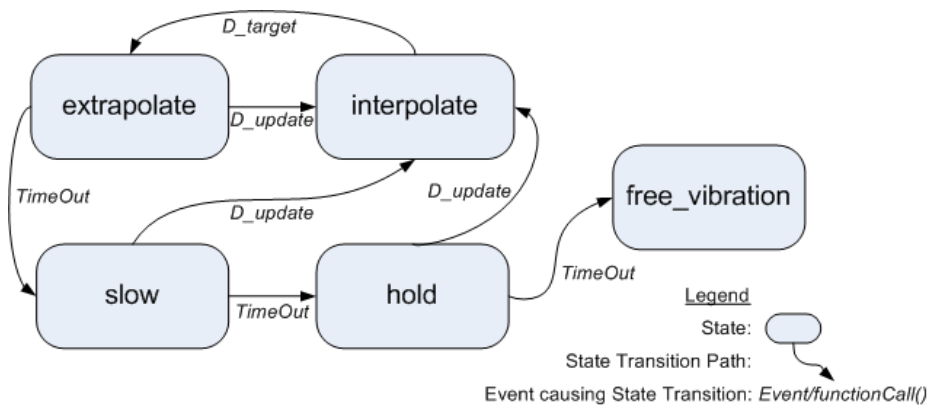 D_target
extrapolate
interpolate
D_update
TimeOut
D_update
D_update
free_vibration
slow
TimeOut
hold
TimeOut
Legend
State:
State Transition Path:
Event causing State Transition: Event/functionCall()